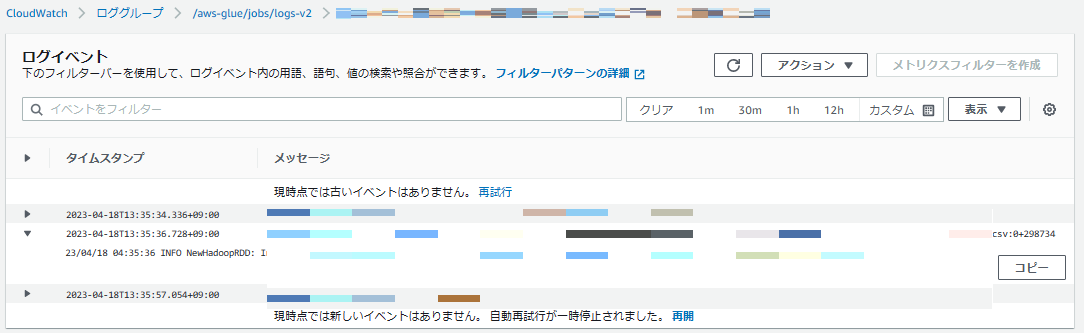 CloudWatch > ロググループ > /aws-glue/jobs/logs-v2 >
ログイベント
下のフィルターバーを使用して、ログイベント内の用語、語句、値の検索や照合ができます。 フィルターパターンの詳細
アクション ▼ メトリクスフィルターを作成
イベントをフィルター クリア 1m 30m 1h 12h カスタム 表示 ▼
タイムスタンプ メッセージ
現時点では古いイベントはありません。 再試行
2023-04-18T13:35:34.336+09:00
2023-04-18T13:35:36.728+09:00 csv:0+298734
23/04/18 04:35:36 INFO NewHadoopRDD:
コピー
2023-04-18T13:35:57.054+09:00
現時点では新しいイベントはありません。 自動再試行が一時停止されました。 再開